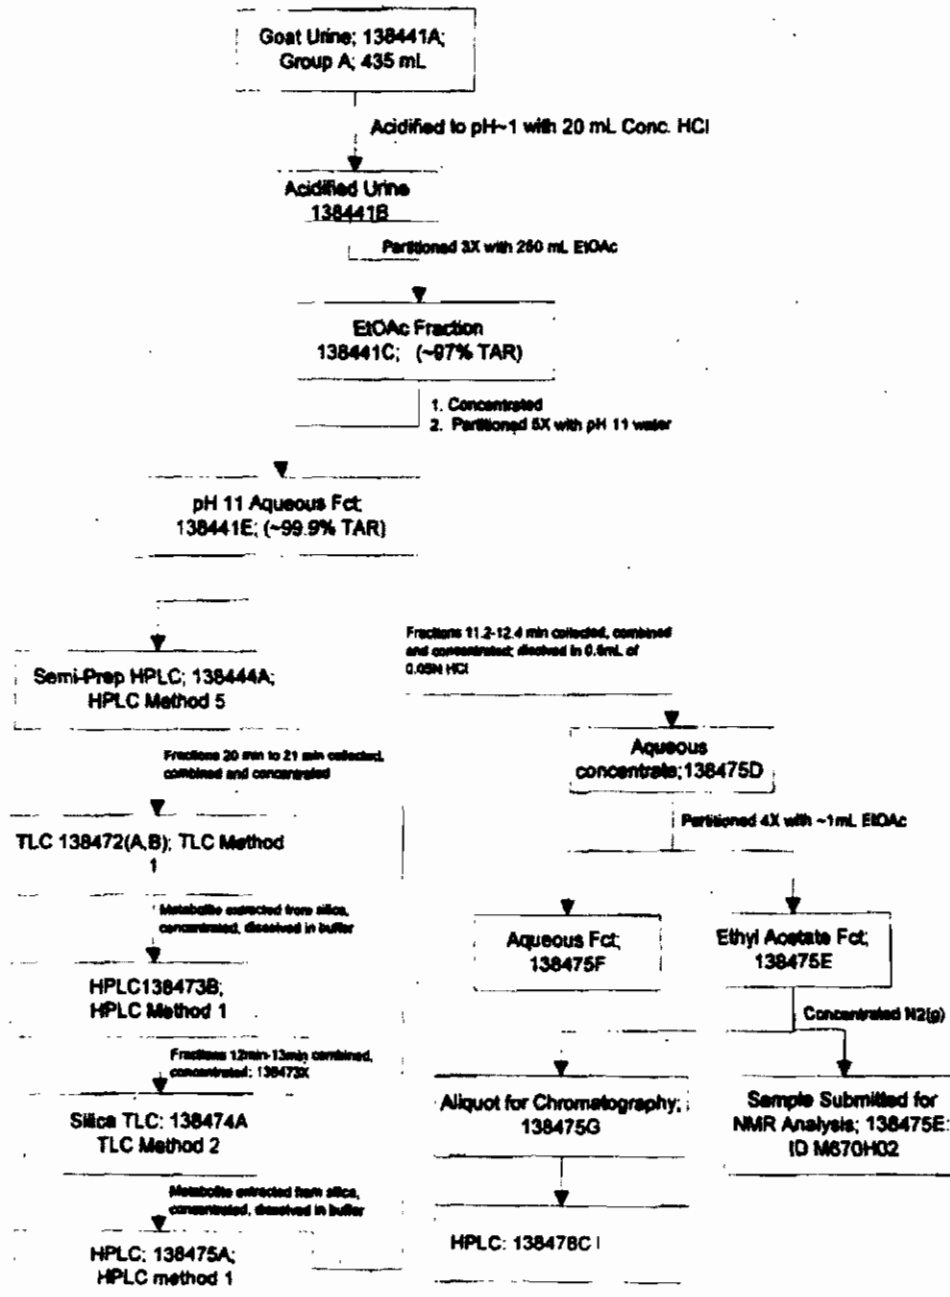 Goat Urine; 138441A;
Group A; 435 mL
Acidified to pH~1 with 20 mL Conc. HCl
Acidified Urine
138441B
Partitioned 3X with 250 mL EtOAc
EtOAc Fraction
138441C; (~97% TAR)
1. Concentrated
2. Partitioned 5X with pH 11 water
pH 11 Aqueous Fct;
138441E; (~99.9% TAR)
Semi-Prep HPLC; 138444A;
HPLC Method 5
Fractions 20 min to 21 min collected,
combined and concentrated
TLC 138472(A,B); TLC Method
1
Metabolite extracted from silica,
concentrated, dissolved in buffer
HPLC138473B;
HPLC Method 1
Fractions 12min-13min combined,
concentrated; 138473X
Silica TLC: 138474A
TLC Method 2
Metabolite extracted from silica,
concentrated, dissolved in buffer
HPLC; 138475A;
HPLC method 1
Fractions 11.2-12.4 min collected, combined
and concentrated; disolved in 0.6mL of
0.05N HCl
Aqueous
concentrate;138475D
Partitioned 4X with ~1mL EtOAc
Aqueous Fct;
138475F
Ethyl Acetate Fct;
138475E
Concentrated N2(g)
Aliquot for Chromatography;
138475G
Sample Submitted for
NMR Analysis; 138475E:
ID M670H02
HPLC: 138478C